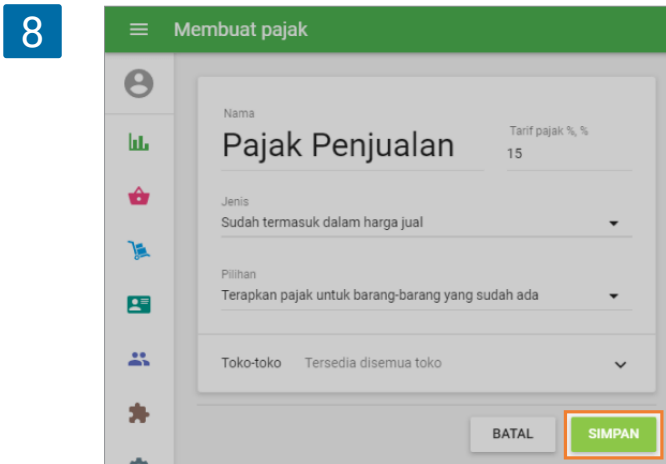 8
Membuat pajak
Nama
Pajak Penjualan
Tarif pajak %, %
15
Jenis
Sudah termasuk dalam harga jual
Pilihan
Terapkan pajak untuk barang-barang yang sudah ada
Toko-toko Tersedia disemua toko
BATAL SIMPAN